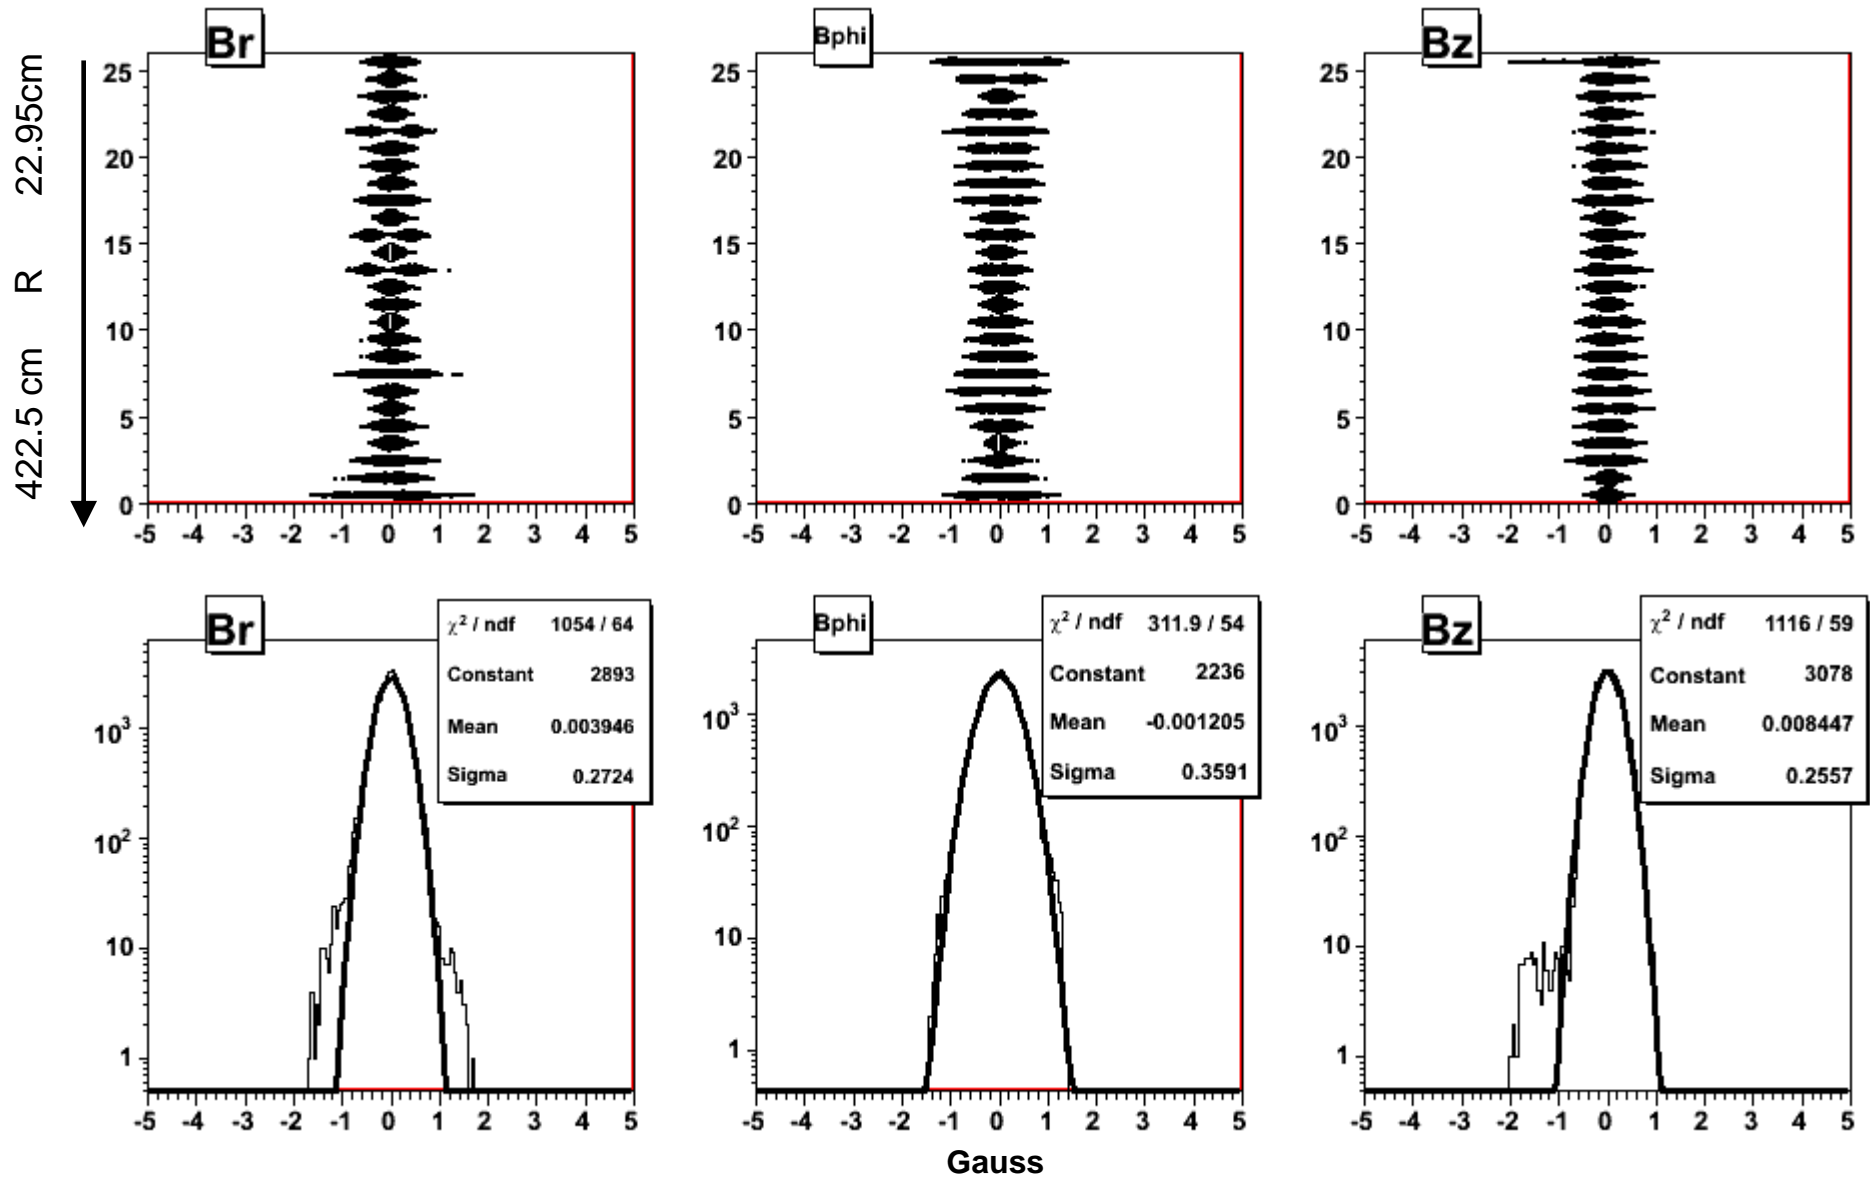 Br
Bphi
Bz
22.95cm
R
422.5 cm
25
20
15
10
5
0
-5 -4 -3 -2 -1 0 1 2 3 4 5
25
20
15
10
5
0
-5 -4 -3 -2 -1 0 1 2 3 4 5
25
20
15
10
5
0
-5 -4 -3 -2 -1 0 1 2 3 4 5
Br
χ² / ndf 1054 / 64
Constant 2893
Mean 0.003946
Sigma 0.2724
10³
10²
10
1
-5 -4 -3 -2 -1 0 1 2 3 4 5
Bphi
χ² / ndf 311.9 / 54
Constant 2236
Mean -0.001205
Sigma 0.3591
10³
10²
10
1
-5 -4 -3 -2 -1 0 1 2 3 4 5
Bz
χ² / ndf 1116 / 59
Constant 3078
Mean 0.008447
Sigma 0.2557
10³
10²
10
1
-5 -4 -3 -2 -1 0 1 2 3 4 5
Gauss